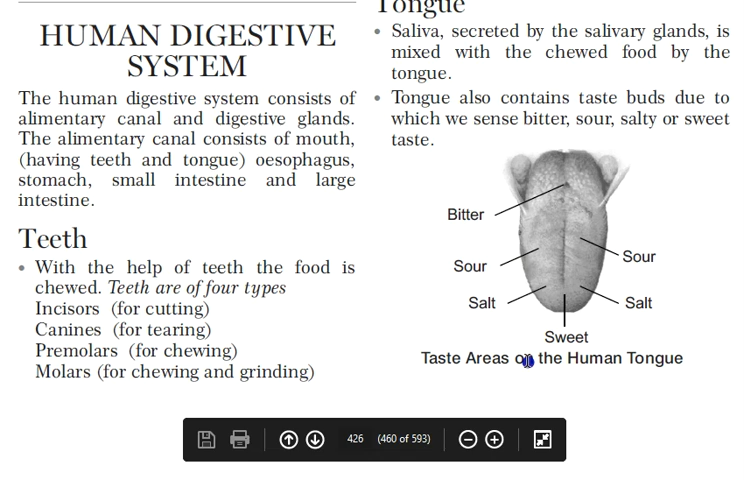 HUMAN DIGESTIVE
SYSTEM
The human digestive system consists of
alimentary canal and digestive glands.
The alimentary canal consists of mouth,
(having teeth and tongue) oesophagus,
stomach, small intestine and large
intestine.
Teeth
• With the help of teeth the food is
chewed. Teeth are of four types
Incisors (for cutting)
Canines (for tearing)
Premolars (for chewing)
Molars (for chewing and grinding)
Tongue
• Saliva, secreted by the salivary glands, is
mixed with the chewed food by the
tongue.
• Tongue also contains taste buds due to
which we sense bitter, sour, salty or sweet
taste.
Bitter
Sour
Sour
Salt
Salt
Sweet
Taste Areas on the Human Tongue
426 (460 of 593)